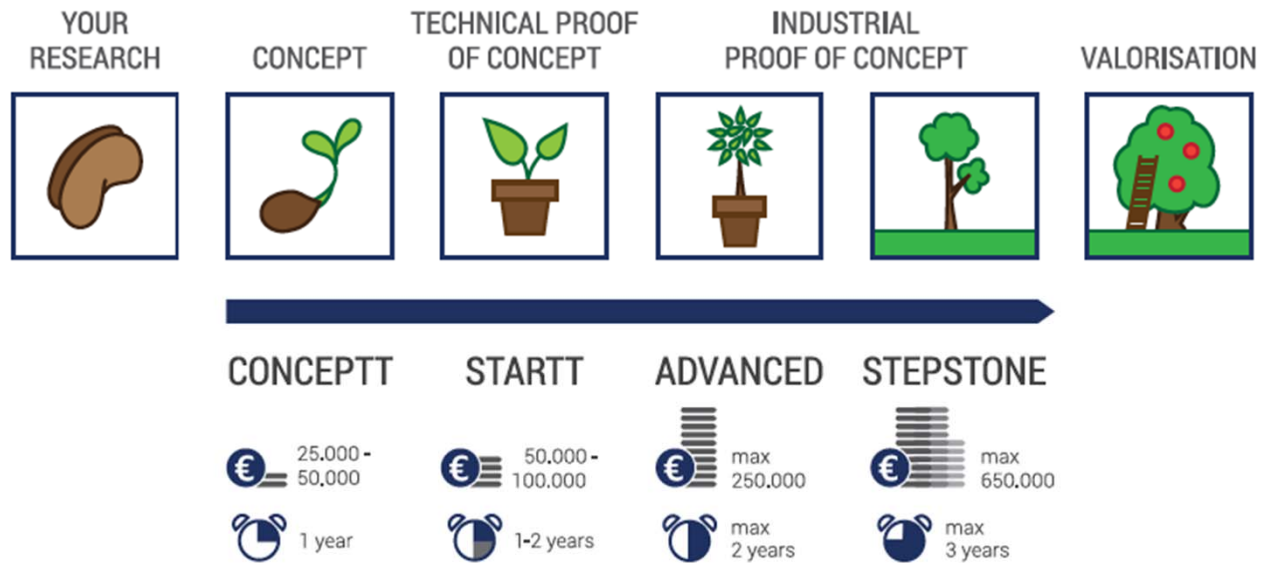 YOUR
RESEARCH
CONCEPT
TECHNICAL PROOF
OF CONCEPT
INDUSTRIAL
PROOF OF CONCEPT
VALORISATION
CONCEPTT
STARTT
ADVANCED
STEPSTONE
€
25.000 -
50.000
€
50.000 -
100.000
€
max
250.000
€
max
650.000
1 year
1-2 years
max
2 years
max
3 years